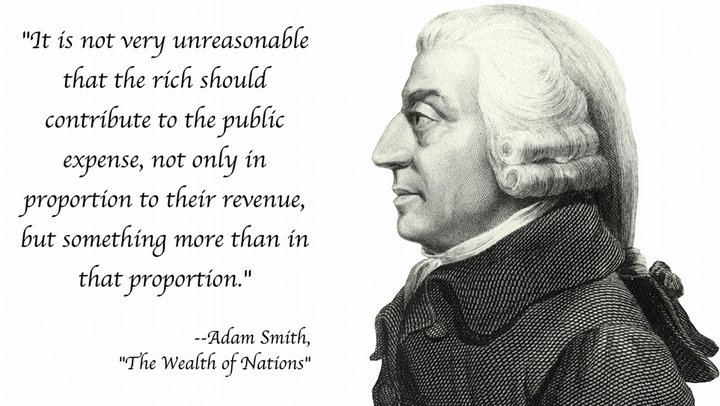 "It is not very unreasonable
that the rich should
contribute to the public
expense, not only in
proportion to their revenue,
but something more than in
that proportion."
--Adam Smith,
"The Wealth of Nations"